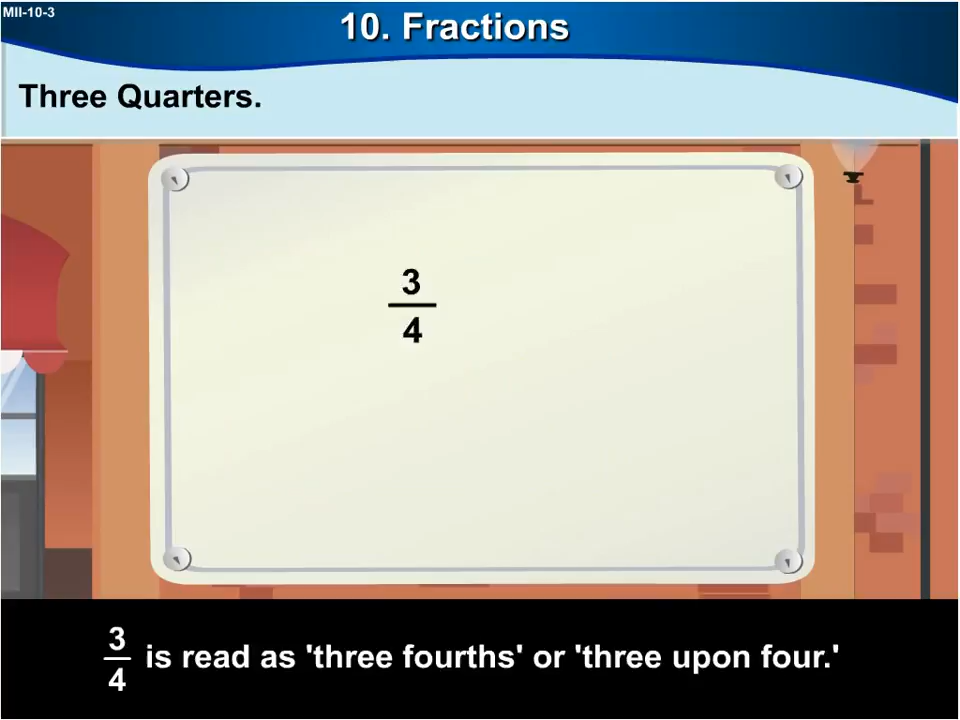 MII-10-3
10. Fractions
Three Quarters.
3
4
3
4
is read as 'three fourths' or 'three upon four.'